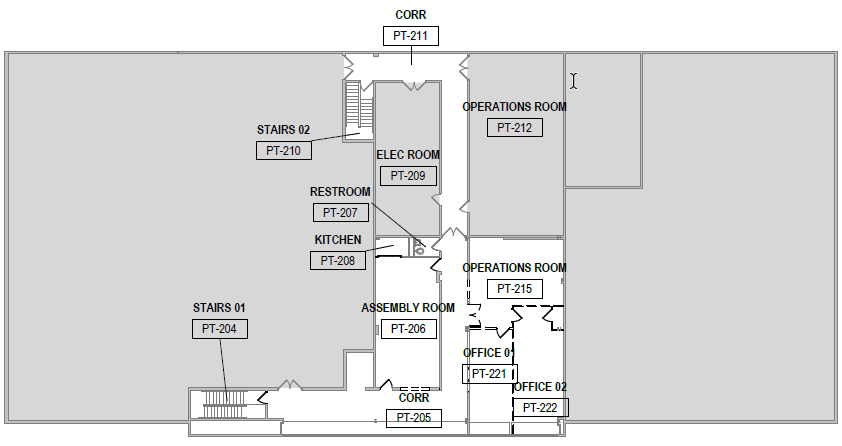 CORR
PT-211
OPERATIONS ROOM
PT-212
STAIRS 02
PT-210
ELEC ROOM
PT-209
RESTROOM
PT-207
KITCHEN
PT-208
OPERATIONS ROOM
PT-215
STAIRS 01
PT-204
ASSEMBLY ROOM
PT-206
OFFICE 01
PT-221
OFFICE 02
PT-222
CORR
PT-205